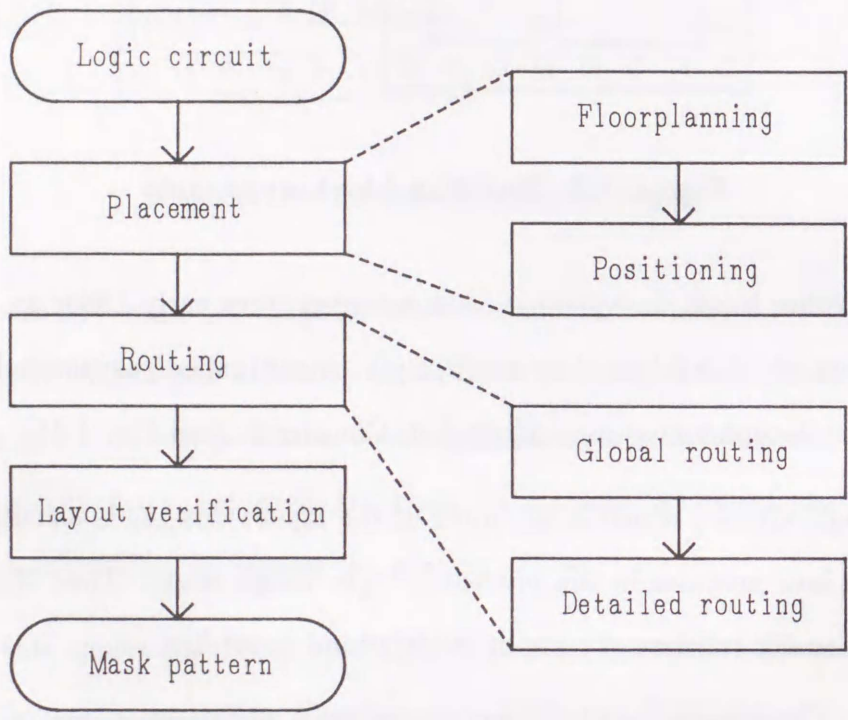 Logic circuit
Placement
Routing
Layout verification
Mask pattern
Floorplanning
Positioning
Global routing
Detailed routing